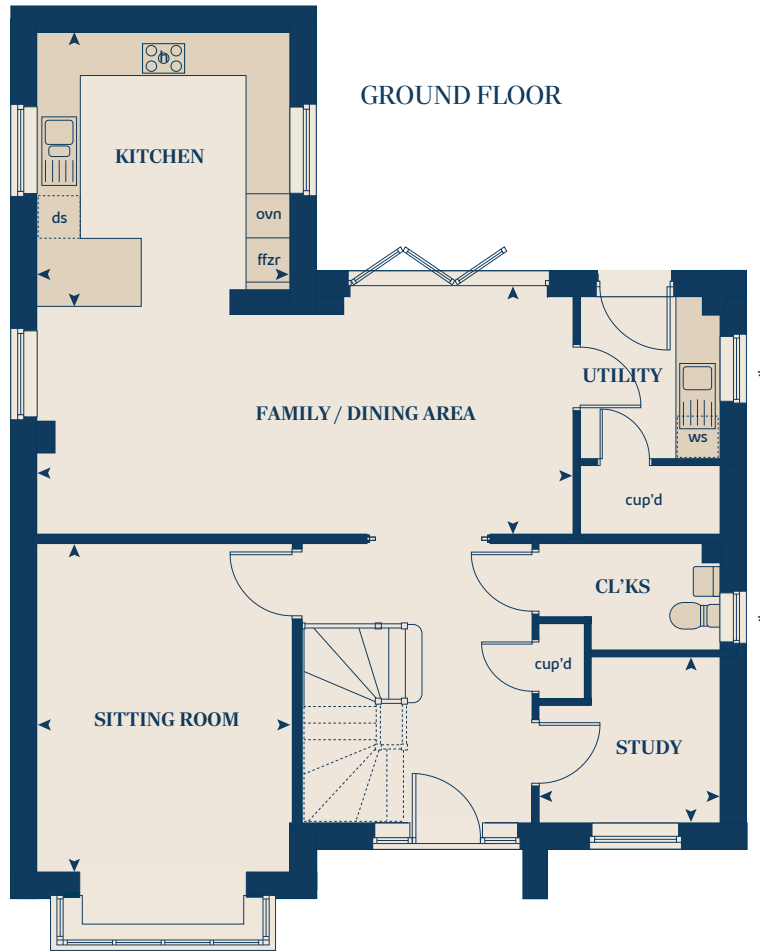 h
GROUND FLOOR
KITCHEN
ds
ovn
ffzr
UTILITY
*
FAMILY / DINING AREA
ws
cup'd
CL'KS
*
cup'd
SITTING ROOM
STUDY